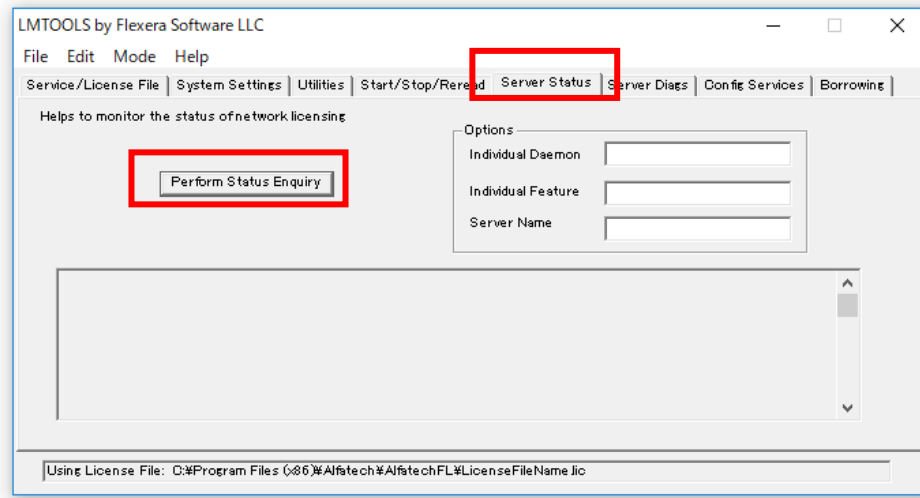 LMTOOLS by Flexera Software LLC
File Edit Mode Help
Service/License File System Settings Utilities Start/Stop/Reread Server Status Server Diags Config Services Borrowing
Helps to monitor the status of network licensing
Options
Individual Daemon
Perform Status Enquiry
Individual Feature
Server Name
Using License File: C:¥Program Files (x86)¥Alfatech¥AlfatechFL¥LicenseFileName.lic